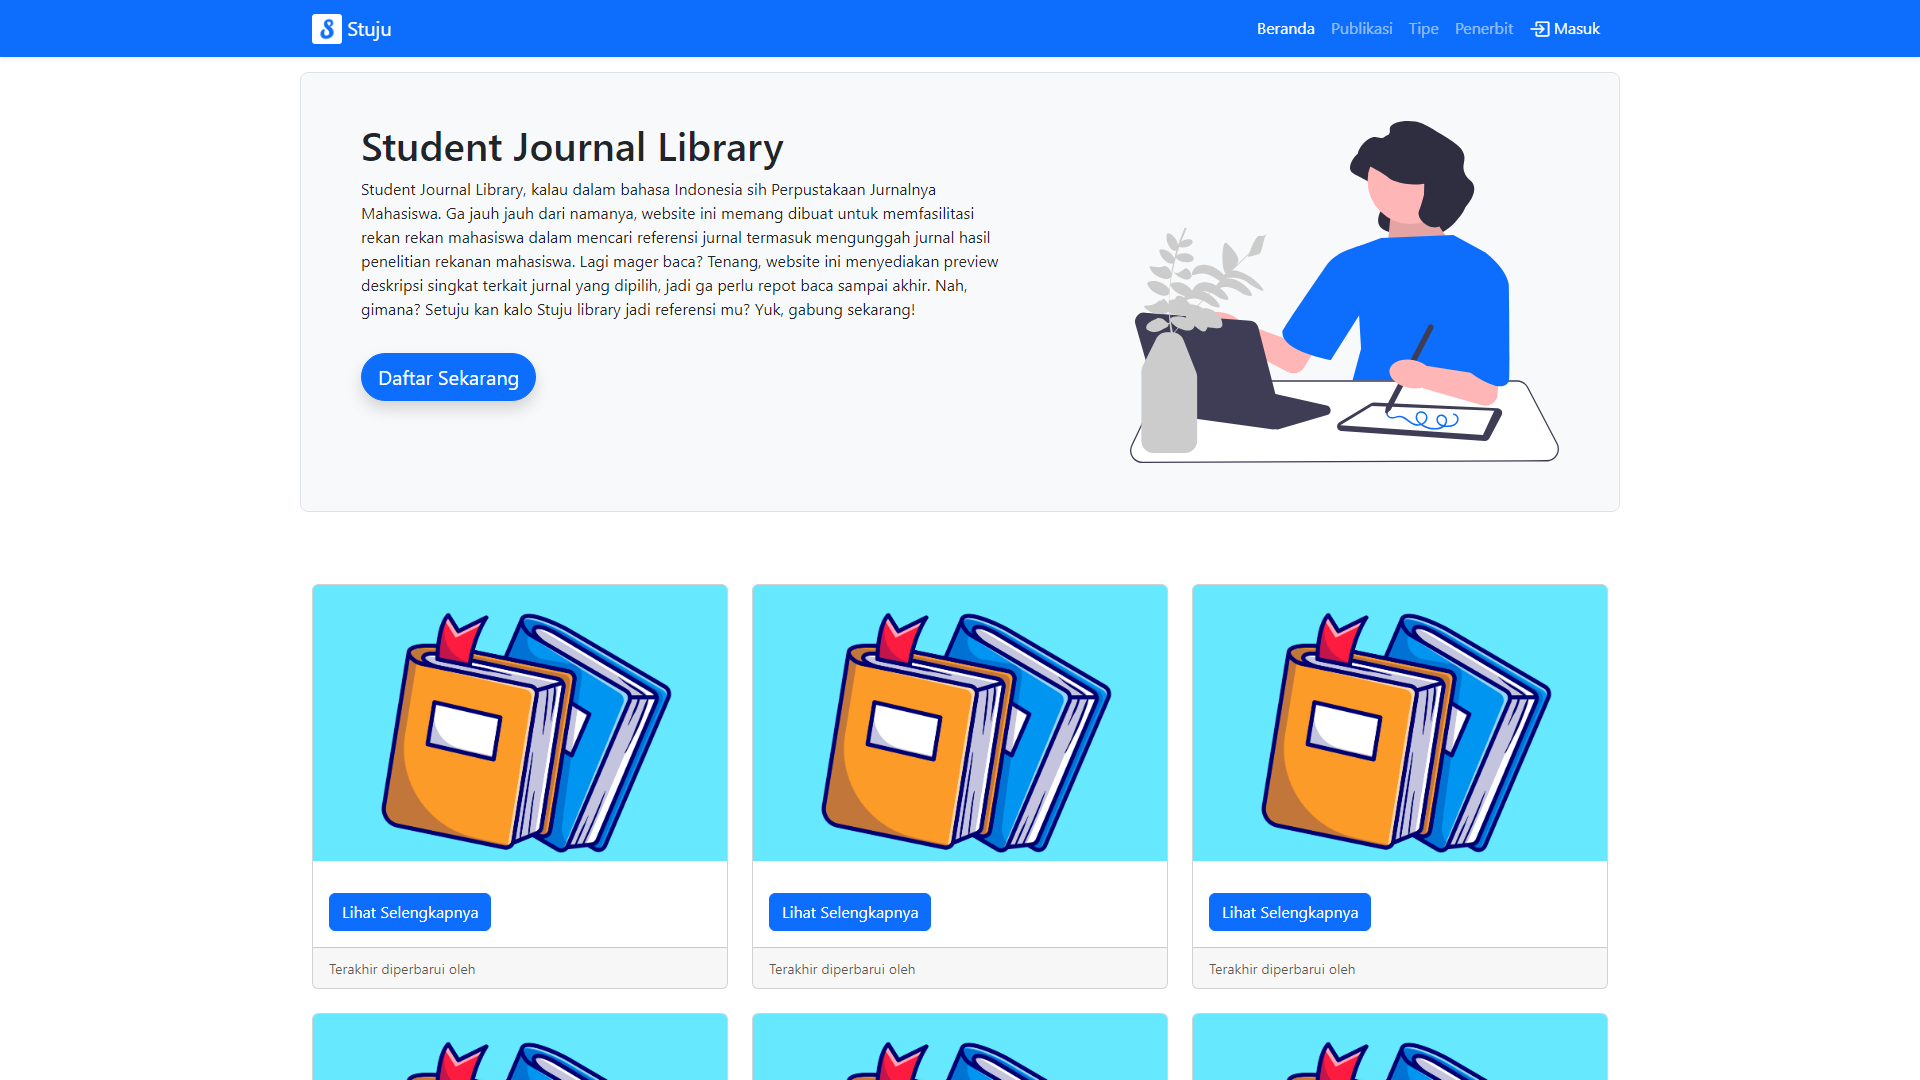 Stuju
Beranda Publikasi Tipe Penerbit Masuk
Student Journal Library
Student Journal Library, kalau dalam bahasa Indonesia sih Perpustakaan Jurnalnya
Mahasiswa. Ga jauh jauh dari namanya, website ini memang dibuat untuk memfasilitasi
rekan rekan mahasiswa dalam mencari referensi jurnal termasuk mengunggah jurnal hasil
penelitian rekanan mahasiswa. Lagi mager baca? Tenang, website ini menyediakan preview
deskripsi singkat terkait jurnal yang dipilih, jadi ga perlu repot baca sampai akhir. Nah,
gimana? Setuju kan kalo Stuju library jadi referensi mu? Yuk, gabung sekarang!
Daftar Sekarang
Lihat Selengkapnya
Terakhir diperbarui oleh
Lihat Selengkapnya
Terakhir diperbarui oleh
Lihat Selengkapnya
Terakhir diperbarui oleh